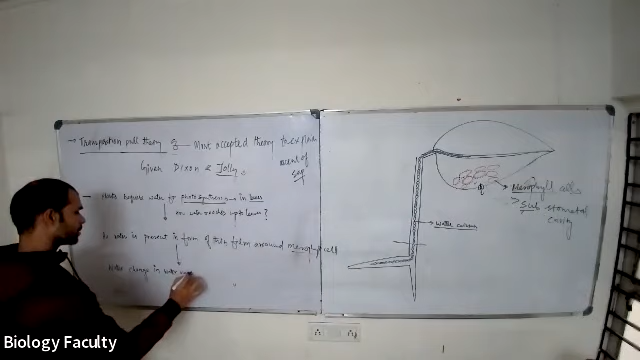 → Transpiration pull theory :— Most accepted theory to explain
ascent of
sap
Given Dixon & Jolly
— Plants require water for photosynthesis in leaves
↓ water reaches upto leaves?
As water is present in form of thin film around mesophyll cell
↓
Water change in water
Mesophyll cells
Sub stomatal
cavity
Water column
Biology Faculty